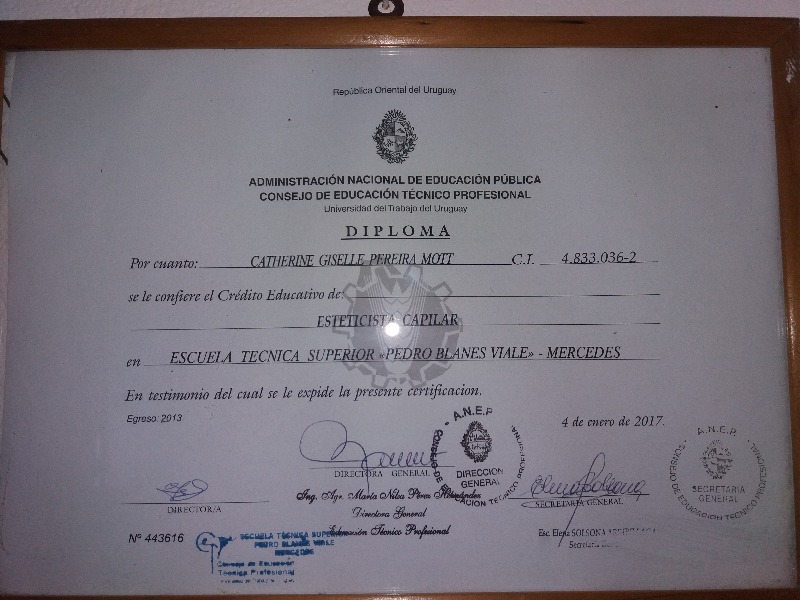 República Oriental del Uruguay
ADMINISTRACIÓN NACIONAL DE EDUCACIÓN PÚBLICA
CONSEJO DE EDUCACIÓN TÉCNICO PROFESIONAL
Universidad del Trabajo del Uruguay
DIPLOMA
Por cuanto: CATHERINE GISELLE PEREIRA MOTT C.I. 4.833.036-2
se le confiere el Crédito Educativo de:
ESTETICISTA CAPILAR
en ESCUELA TECNICA SUPERIOR «PEDRO BLANES VIALE» - MERCEDES
En testimonio del cual se le expide la presente certificacion.
Egreso: 2013
4 de enero de 2017.
A.N.E.P.
CONSEJO DE EDUCACION TECNICO PROFESIONAL
DIRECCION
GENERAL
A.N.E.P.
CONSEJO DE EDUCACION TECNICO PROFESIONAL
SECRETARIA
GENERAL
DIRECTORA GENERAL
SECRETARIA GENERAL
Ing. Agr. Marta Nilsa Pérez
Directora General
Educación Técnico Profesional
DIRECTOR/A
Esc. Elena SOLSONA
Secretaria
Nº 443616
ESCUELA TÉCNICA SUPERIOR
PEDRO BLANES VIALE
MERCEDES
Consejo de Educación
Técnico Profesional